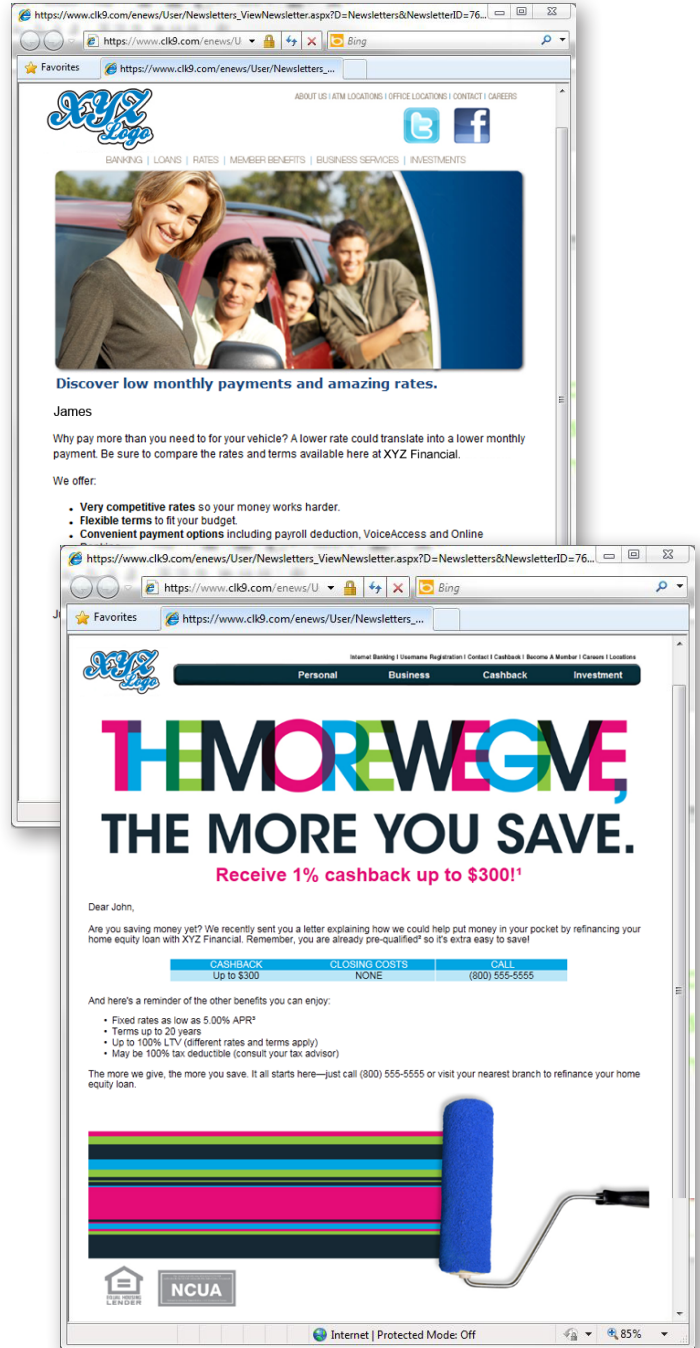 https://www.clk9.com/enews/User/Newsletters_ViewNewsletter.aspx?D=Newsletters&NewsletterID=76...
https://www.clk9.com/enews/U
Bing
Favorites
https://www.clk9.com/enews/User/Newsletters_...
XYZ
Logo
ABOUT US I ATM LOCATIONS I OFFICE LOCATIONS I CONTACT I CAREERS
BANKING | LOANS | RATES | MEMBER BENEFITS | BUSINESS SERVICES | INVESTMENTS
Discover low monthly payments and amazing rates.
James
Why pay more than you need to for your vehicle? A lower rate could translate into a lower monthly
payment. Be sure to compare the rates and terms available here at XYZ Financial.
We offer:
• Very competitive rates so your money works harder.
• Flexible terms to fit your budget.
• Convenient payment options including payroll deduction, VoiceAccess and Online
https://www.clk9.com/enews/User/Newsletters_ViewNewsletter.aspx?D=Newsletters&NewsletterID=76...
https://www.clk9.com/enews/U
Bing
Favorites
https://www.clk9.com/enews/User/Newsletters_...
XYZ
Logo
Internet Banking I Username Registration I Contact I Cashback I Become A Member I Careers I Locations
Personal Business Cashback Investment
THEMOREWEGIVE,
THE MORE YOU SAVE.
Receive 1% cashback up to $300!¹
Dear John,
Are you saving money yet? We recently sent you a letter explaining how we could help put money in your pocket by refinancing your
home equity loan with XYZ Financial. Remember, you are already pre-qualified² so it's extra easy to save!
CASHBACK CLOSING COSTS CALL
Up to $300 NONE (800) 555-5555
And here's a reminder of the other benefits you can enjoy:
• Fixed rates as low as 5.00% APR³
• Terms up to 20 years
• Up to 100% LTV (different rates and terms apply)
• May be 100% tax deductible (consult your tax advisor)
The more we give, the more you save. It all starts here—just call (800) 555-5555 or visit your nearest branch to refinance your home
equity loan.
EQUAL HOUSING
LENDER
NCUA
Internet | Protected Mode: Off
85%